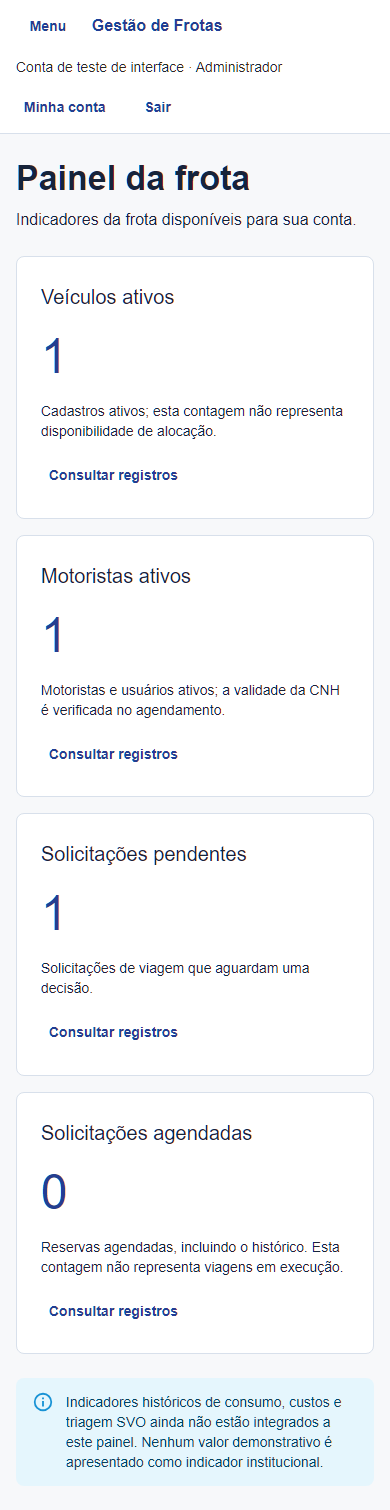 Menu Gestão de Frotas
Conta de teste de interface · Administrador
Minha conta Sair
Painel da frota
Indicadores da frota disponíveis para sua conta.
Veículos ativos
1
Cadastros ativos; esta contagem não representa
disponibilidade de alocação.
Consultar registros
Motoristas ativos
1
Motoristas e usuários ativos; a validade da CNH
é verificada no agendamento.
Consultar registros
Solicitações pendentes
1
Solicitações de viagem que aguardam uma
decisão.
Consultar registros
Solicitações agendadas
0
Reservas agendadas, incluindo o histórico. Esta
contagem não representa viagens em execução.
Consultar registros
Indicadores históricos de consumo, custos e
triagem SVO ainda não estão integrados a
este painel. Nenhum valor demonstrativo é
apresentado como indicador institucional.